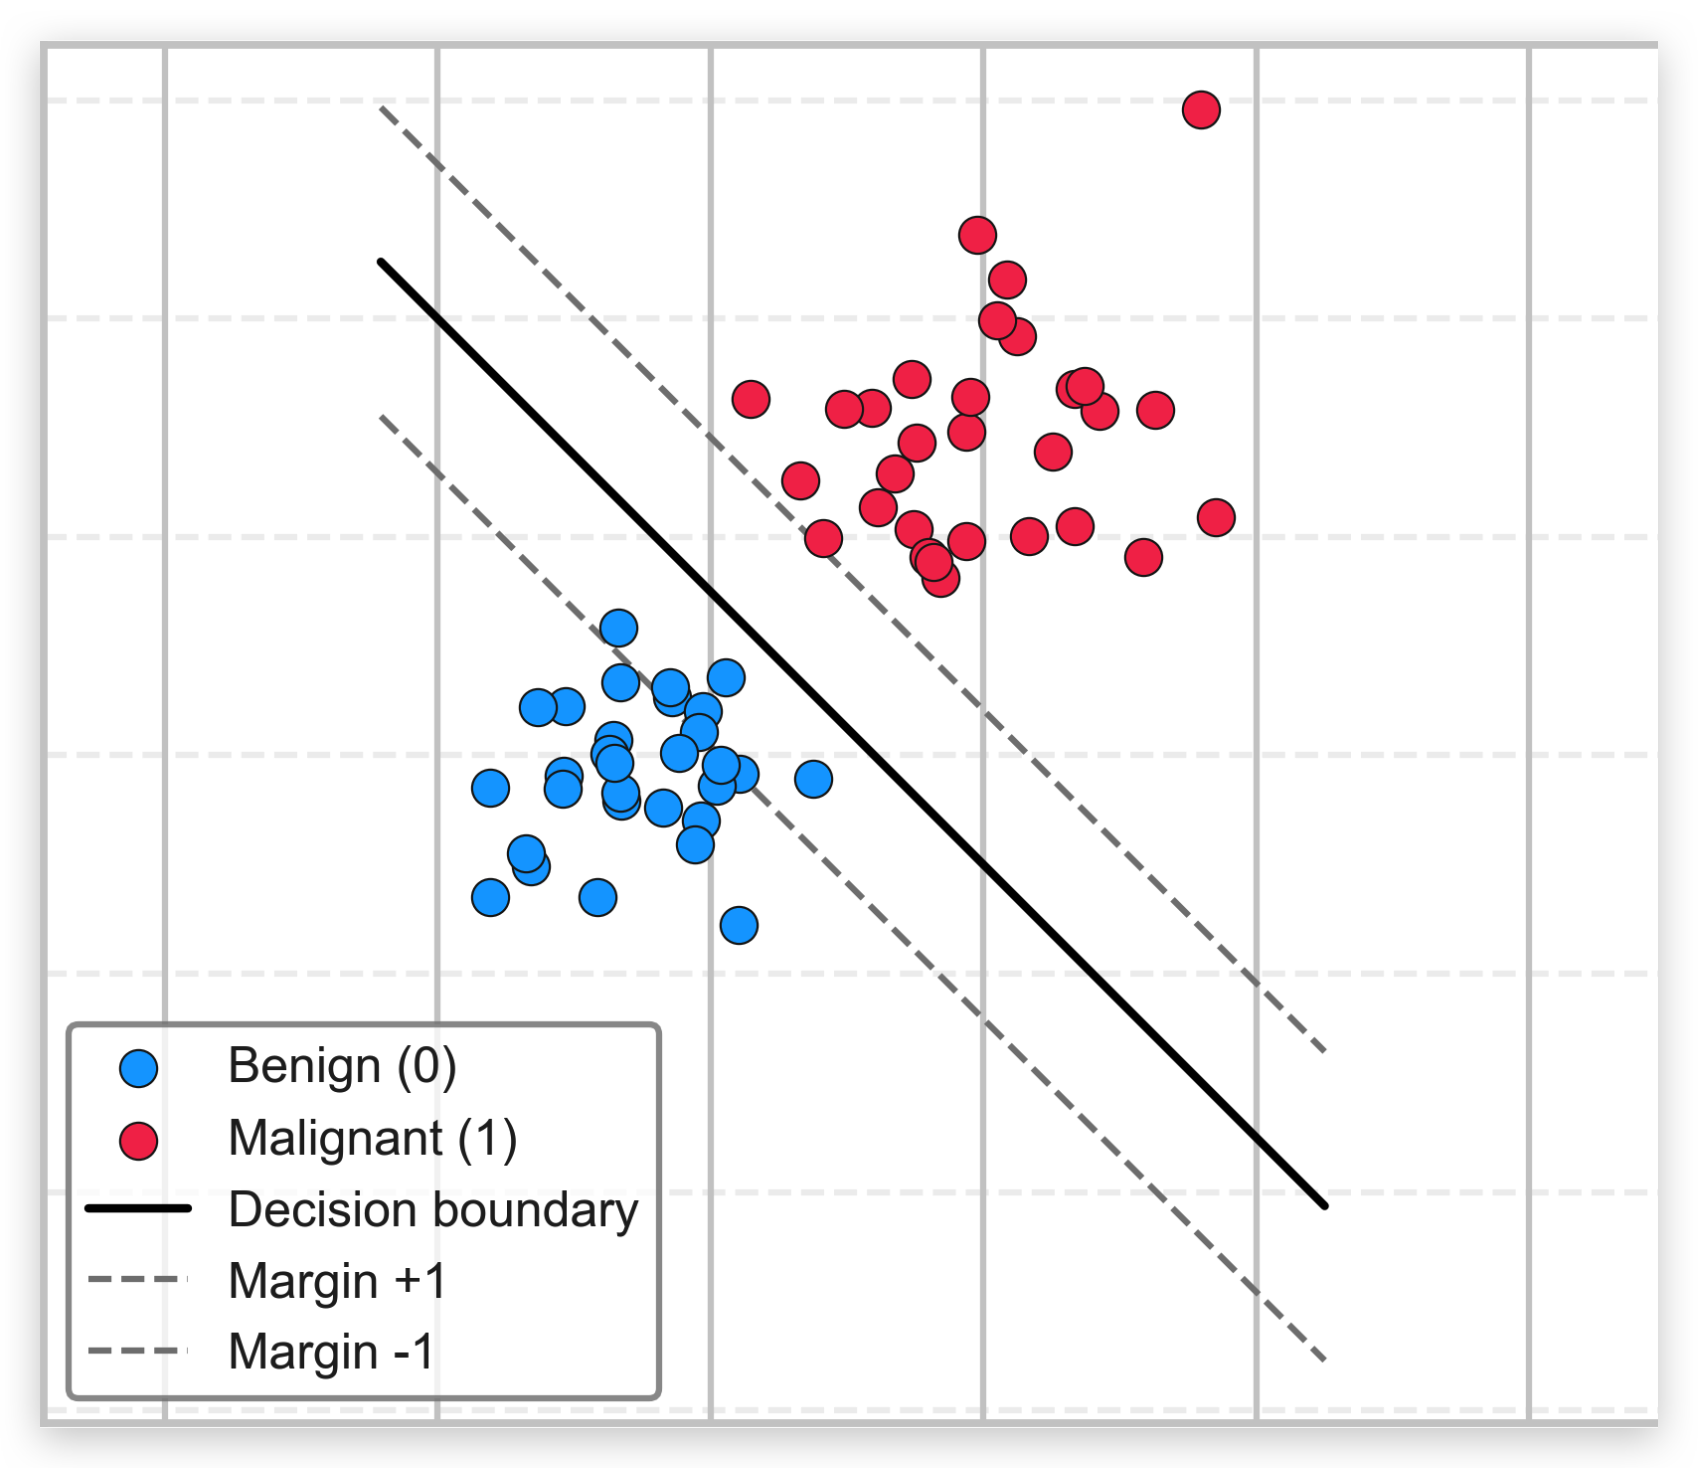 Benign (0)
Malignant (1)
Decision boundary
Margin +1
Margin -1